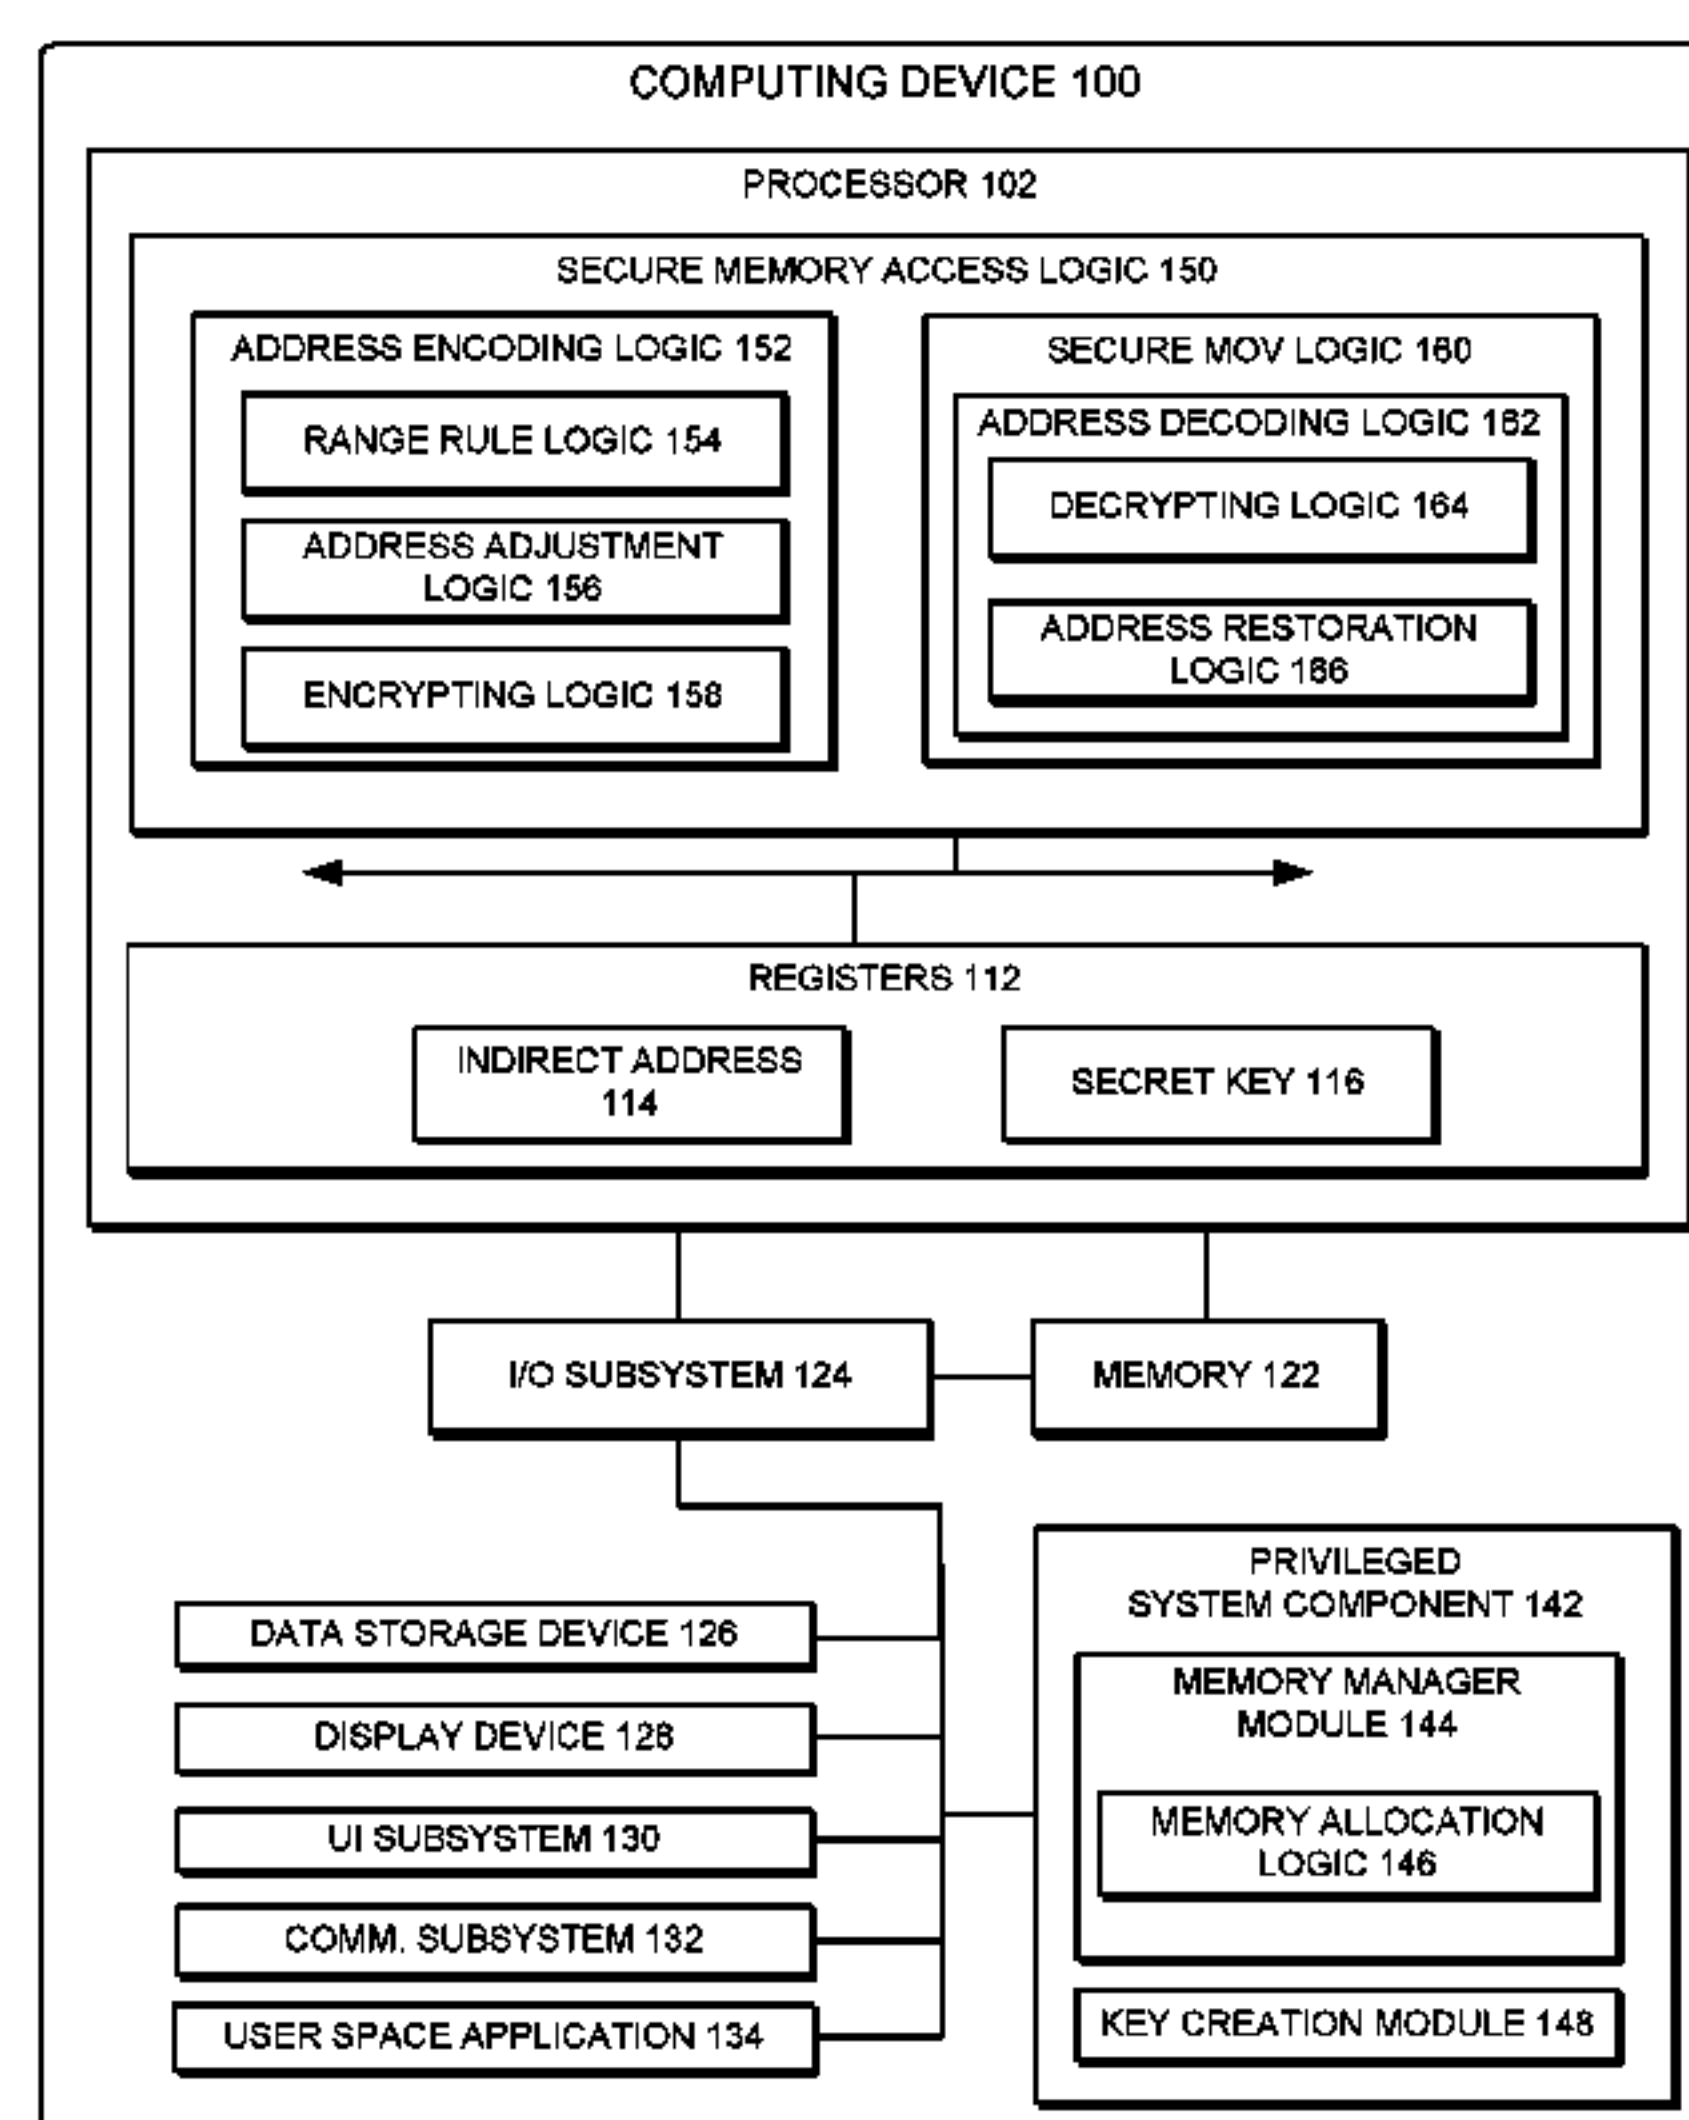 COMPUTING DEVICE 100
PROCESSOR 102
SECURE MEMORY ACCESS LOGIC 150
ADDRESS ENCODING LOGIC 152
RANGE RULE LOGIC 154
ADDRESS ADJUSTMENT
LOGIC 156
ENCRYPTING LOGIC 158
SECURE MOV LOGIC 160
ADDRESS DECODING LOGIC 162
DECRYPTING LOGIC 164
ADDRESS RESTORATION
LOGIC 166
REGISTERS 112
INDIRECT ADDRESS
114
SECRET KEY 116
I/O SUBSYSTEM 124
MEMORY 122
DATA STORAGE DEVICE 126
DISPLAY DEVICE 128
UI SUBSYSTEM 130
COMM. SUBSYSTEM 132
USER SPACE APPLICATION 134
PRIVILEGED
SYSTEM COMPONENT 142
MEMORY MANAGER
MODULE 144
MEMORY ALLOCATION
LOGIC 146
KEY CREATION MODULE 148